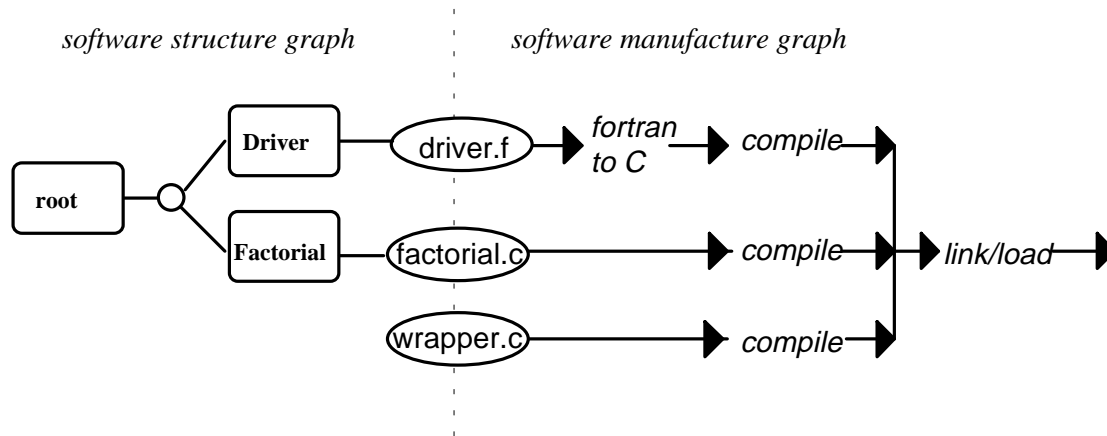 software structure graph
software manufacture graph
Driver
driver.f
fortran
to C
compile
root
Factorial
factorial.c
compile
link/load
wrapper.c
compile